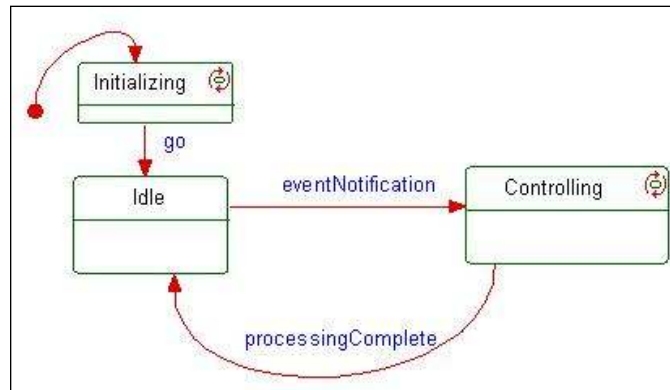 Initializing
go
Idle
eventNotification
Controlling
processingComplete